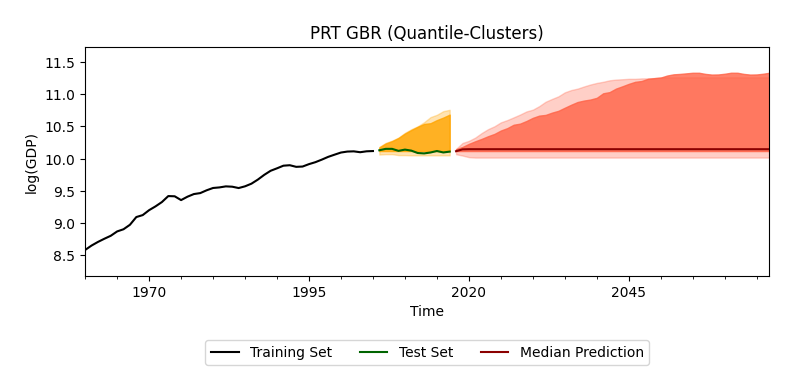 PRT GBR (Quantile-Clusters)
log(GDP)
11.5
11.0
10.5
10.0
9.5
9.0
8.5
1970
1995
2020
2045
Time
Training Set
Test Set
Median Prediction